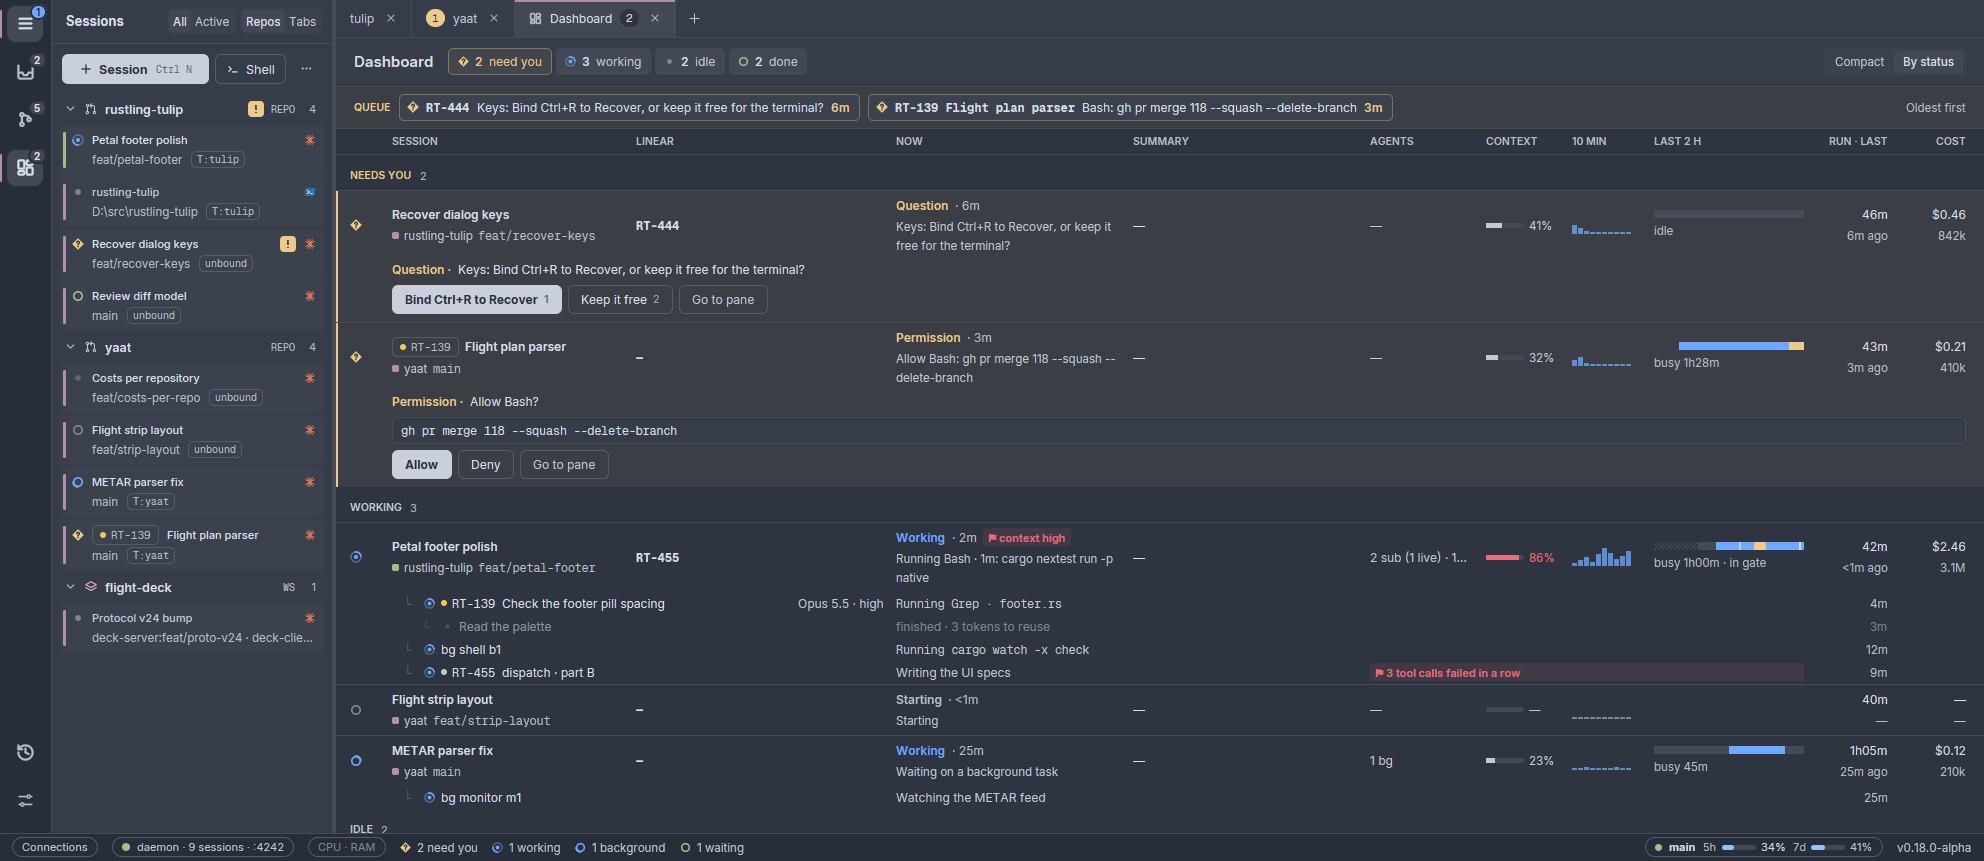 1
2
5
2
Sessions
All Active
Repos Tabs
+ Session Ctrl N
Shell
...
rustling-tulip ! REPO 4
Petal footer polish
feat/petal-footer T:tulip
rustling-tulip
D:\src\rustling-tulip T:tulip
Recover dialog keys !
feat/recover-keys unbound
Review diff model
main unbound
yaat REPO 4
Costs per repository
feat/costs-per-repo unbound
Flight strip layout
feat/strip-layout unbound
METAR parser fix
main T:yaat
RT-139 Flight plan parser
main T:yaat
flight-deck WS 1
Protocol v24 bump
deck-server:feat/proto-v24 · deck-clie...
tulip ×
1 yaat ×
Dashboard 2 ×
+
Dashboard
? 2 need you
3 working
2 idle
2 done
Compact By status
QUEUE
? RT-444 Keys: Bind Ctrl+R to Recover, or keep it free for the terminal? 6m
? RT-139 Flight plan parser Bash: gh pr merge 118 --squash --delete-branch 3m
Oldest first
SESSION LINEAR NOW SUMMARY AGENTS CONTEXT 10 MIN LAST 2 H RUN · LAST COST
NEEDS YOU 2
Recover dialog keys
rustling-tulip feat/recover-keys
RT-444
Question · 6m
Keys: Bind Ctrl+R to Recover, or keep it
free for the terminal?
—
—
41%
idle
46m
6m ago
$0.46
842k
Question · Keys: Bind Ctrl+R to Recover, or keep it free for the terminal?
Bind Ctrl+R to Recover 1
Keep it free 2
Go to pane
RT-139 Flight plan parser
yaat main
–
Permission · 3m
Allow Bash: gh pr merge 118 --squash --
delete-branch
—
—
32%
busy 1h28m
43m
3m ago
$0.21
410k
Permission · Allow Bash?
gh pr merge 118 --squash --delete-branch
Allow
Deny
Go to pane
WORKING 3
Petal footer polish
rustling-tulip feat/petal-footer
RT-455
Working · 2m context high
Running Bash · 1m: cargo nextest run -p
native
—
2 sub (1 live) · 1...
86%
busy 1h00m · in gate
42m
<1m ago
$2.46
3.1M
RT-139 Check the footer pill spacing Opus 5.5 · high Running Grep · footer.rs 4m
Read the palette finished · 3 tokens to reuse 3m
bg shell b1 Running cargo watch -x check 12m
RT-455 dispatch · part B Writing the UI specs 3 tool calls failed in a row 9m
Flight strip layout
yaat feat/strip-layout
–
Starting · <1m
Starting
—
—
—
40m
—
—
—
METAR parser fix
yaat main
–
Working · 25m
Waiting on a background task
—
1 bg
23%
busy 45m
1h05m
25m ago
$0.12
210k
bg monitor m1 Watching the METAR feed 25m
IDLE 2
Connections
daemon · 9 sessions · :4242
CPU · RAM
? 2 need you
1 working
1 background
1 waiting
main 5h 34% 7d 41%
v0.18.0-alpha